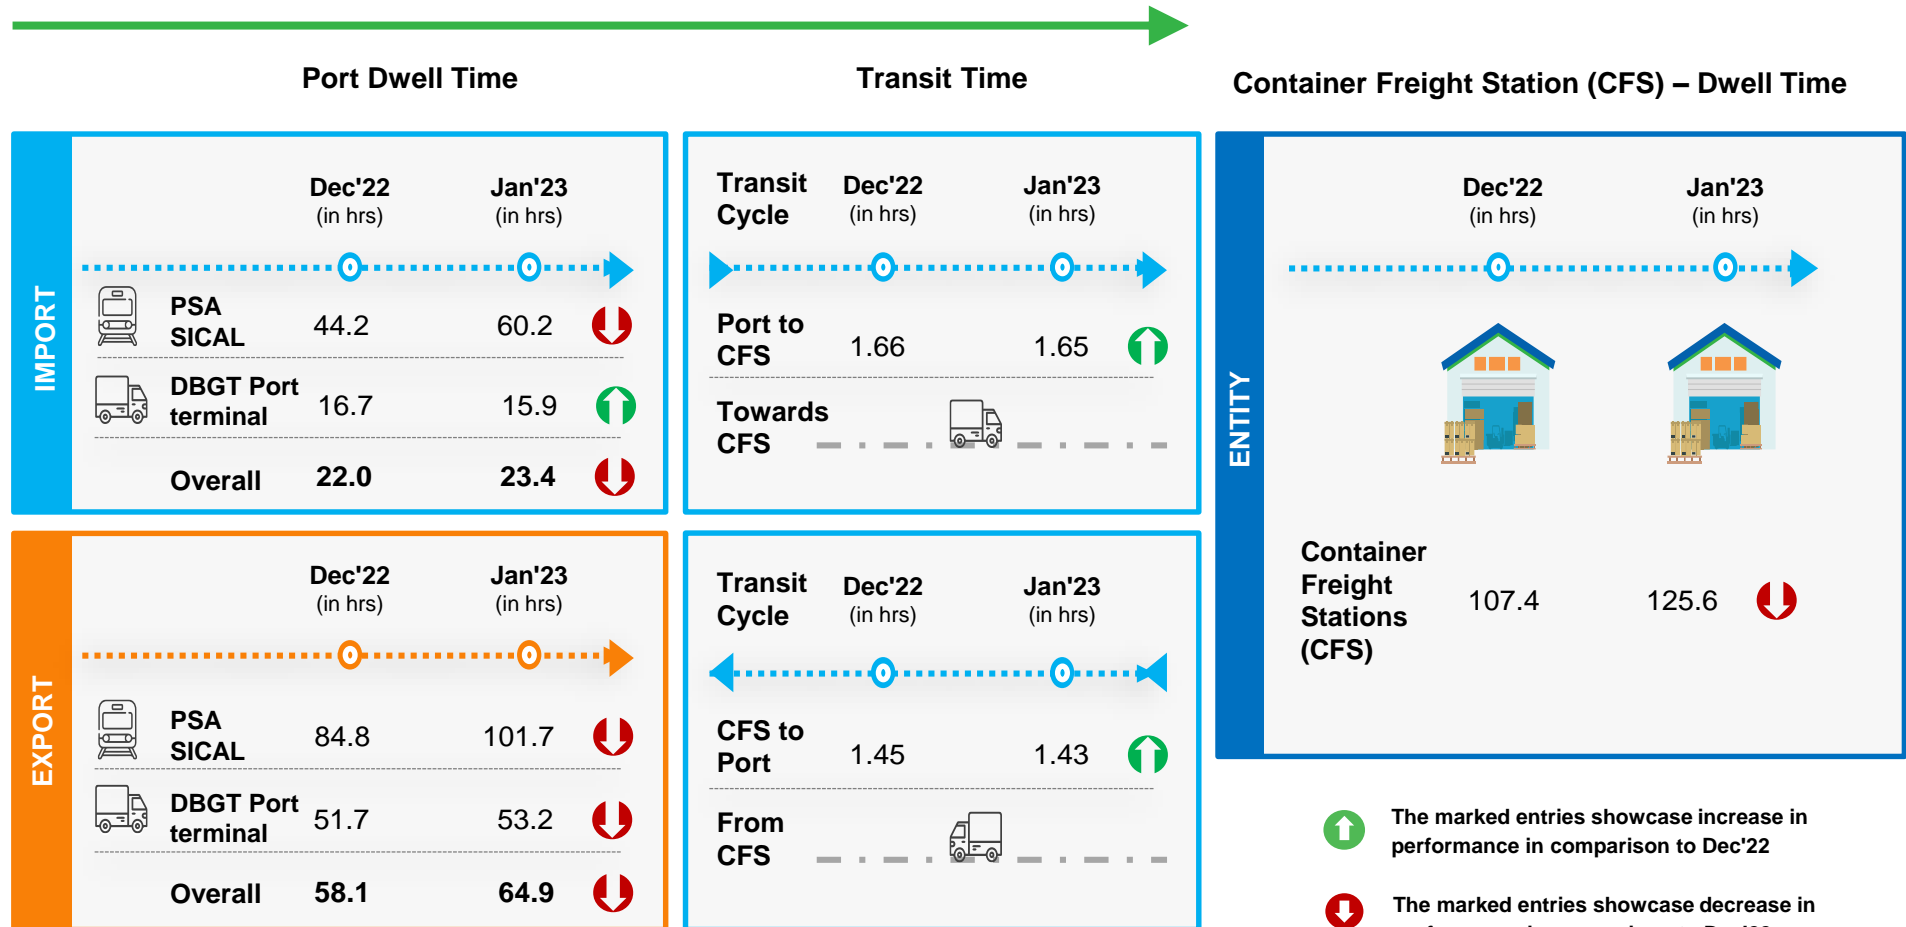 Port Dwell Time
Transit Time
Container Freight Station (CFS) – Dwell Time
IMPORT
Dec'22 Jan'23
(in hrs) (in hrs)
PSA
SICAL 44.2 60.2
DBGT Port
terminal 16.7 15.9
Overall 22.0 23.4
Transit Dec'22 Jan'23
Cycle (in hrs) (in hrs)
Port to
CFS 1.66 1.65
Towards
CFS
ENTITY
Dec'22 Jan'23
(in hrs) (in hrs)
Container
Freight
Stations
(CFS)
107.4 125.6
EXPORT
Dec'22 Jan'23
(in hrs) (in hrs)
PSA
SICAL 84.8 101.7
DBGT Port
terminal 51.7 53.2
Overall 58.1 64.9
Transit Dec'22 Jan'23
Cycle (in hrs) (in hrs)
CFS to
Port 1.45 1.43
From
CFS
The marked entries showcase increase in
performance in comparison to Dec'22
The marked entries showcase decrease in